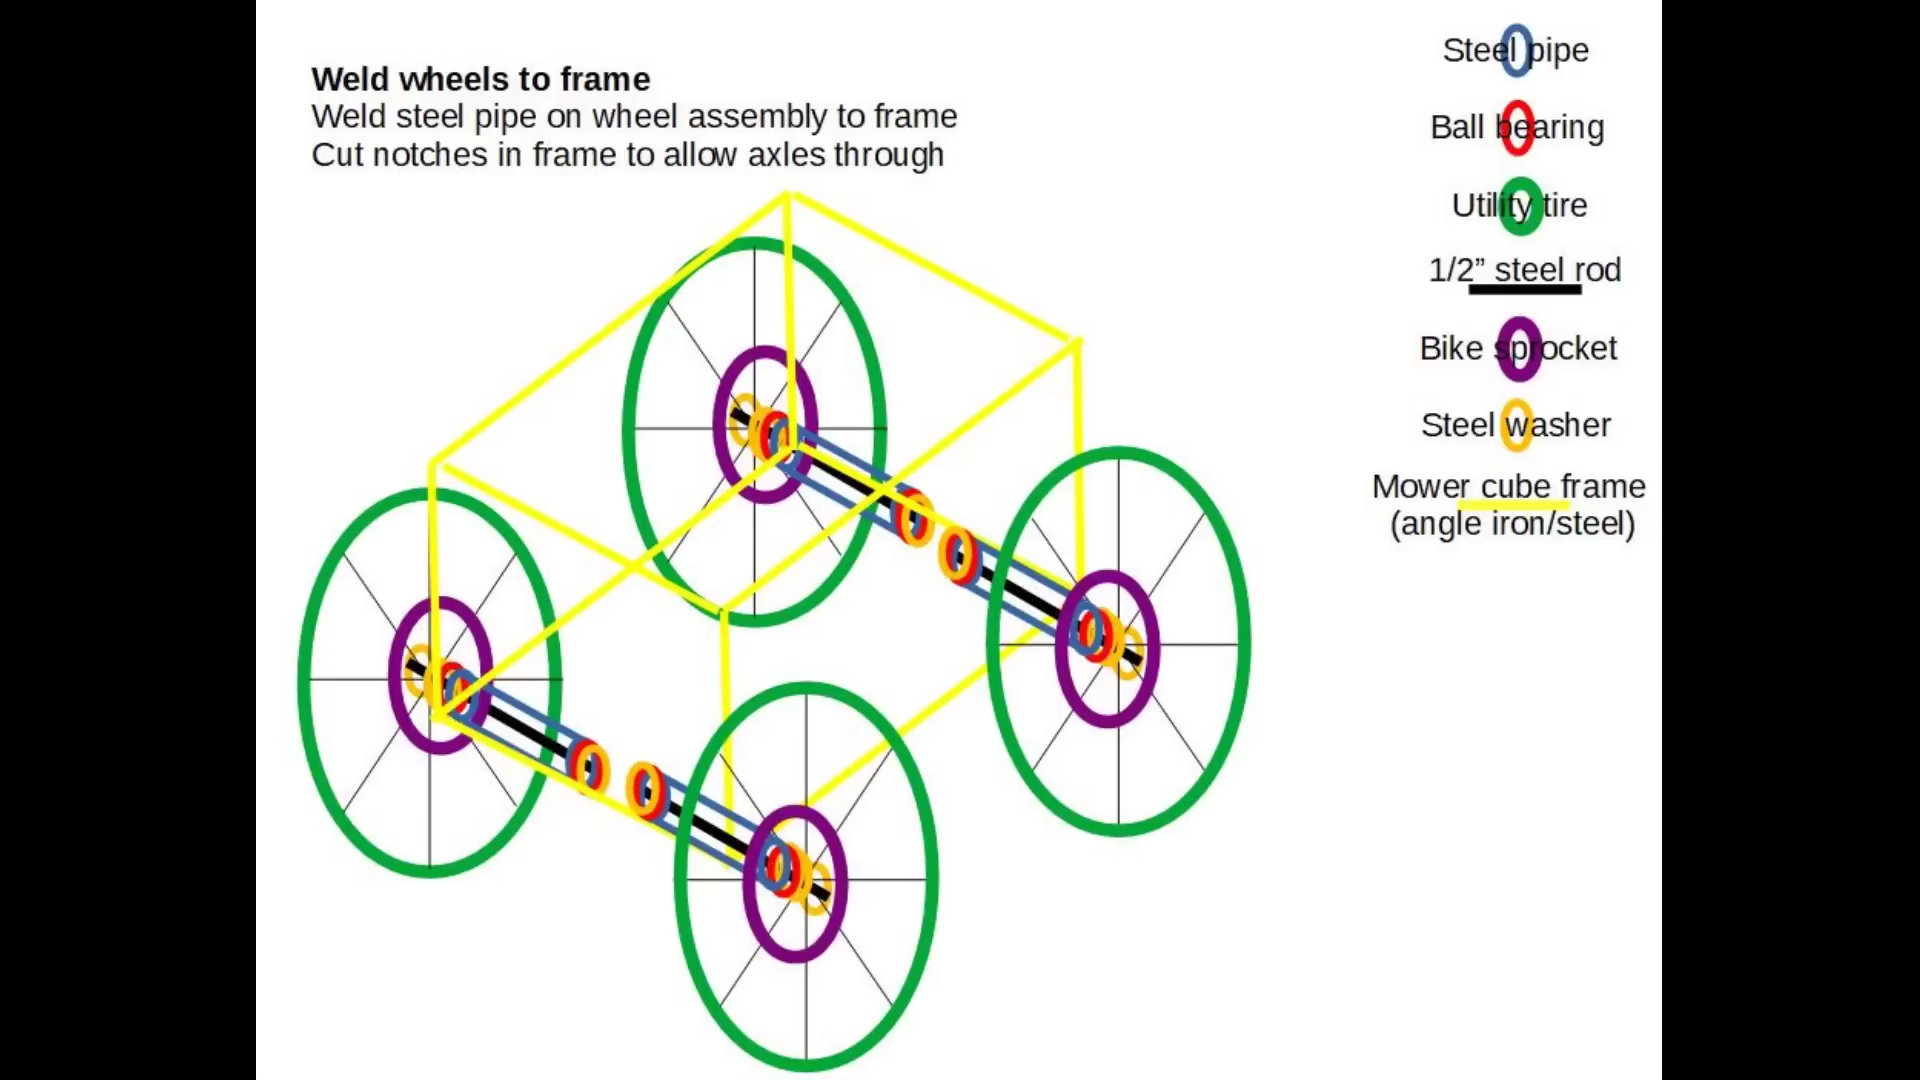 Weld wheels to frame
Weld steel pipe on wheel assembly to frame
Cut notches in frame to allow axles through
Steel pipe
Ball bearing
Utility tire
1/2” steel rod
Bike sprocket
Steel washer
Mower cube frame
(angle iron/steel)